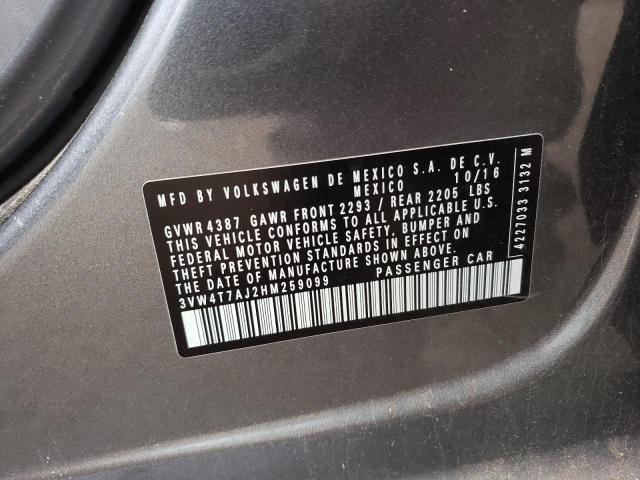 MFD BY VOLKSWAGEN DE MEXICO S.A. DE C.V.
MEXICO 10/16
GVWR 4387 GAWR FRONT 2293 / REAR 2205 LBS
THIS VEHICLE CONFORMS TO ALL APPLICABLE U.S.
FEDERAL MOTOR VEHICLE SAFETY, BUMPER, AND
THEFT PREVENTION STANDARDS IN EFFECT ON
THE DATE OF MANUFACTURE SHOWN ABOVE.
3VW4T7AJ2HM259099 PASSENGER CAR
4227033 3132 M